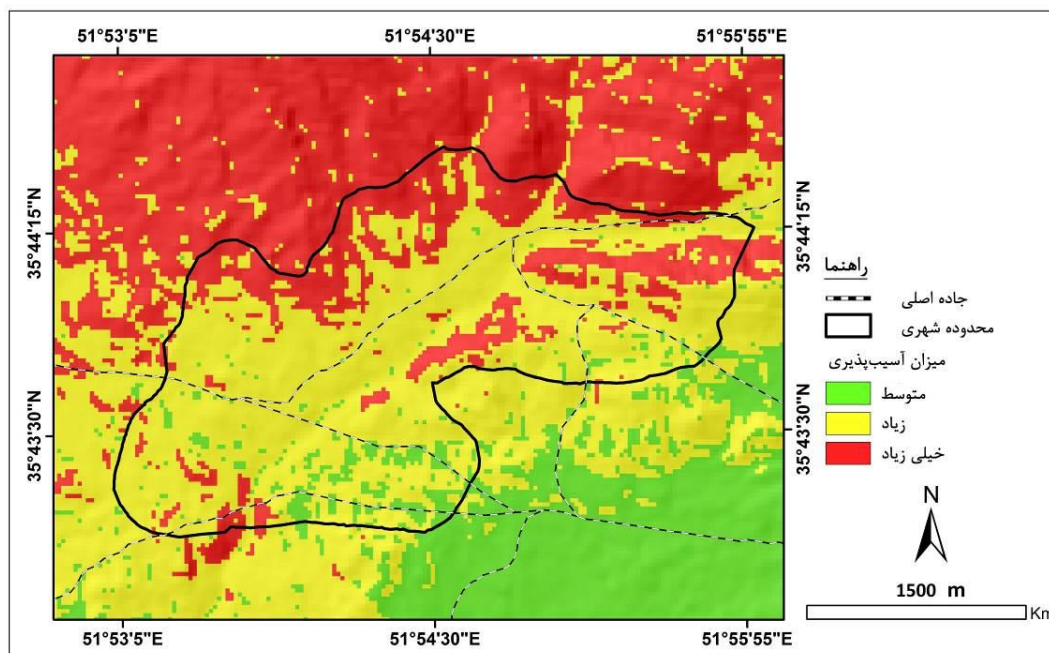 51°53'5"E 51°54'30"E 51°55'55"E
35°44'15"N
35°44'15"N
35°43'30"N
35°43'30"N
راهنما
جاده اصلی
محدوده شهری
میزان آسیب‌پذیری
متوسط
زیاد
خیلی زیاد
N
1500 m
Km
51°53'5"E 51°54'30"E 51°55'55"E